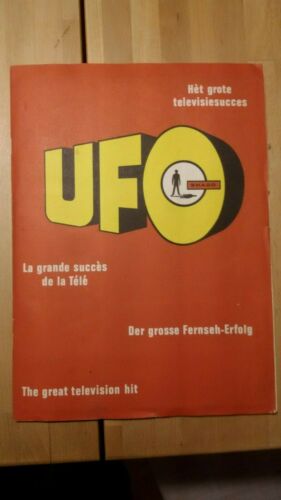 Hèt grote
televisiesucces
UFO
SHADO
La grande succès
de la Télé
Der grosse Fernseh-Erfolg
The great television hit